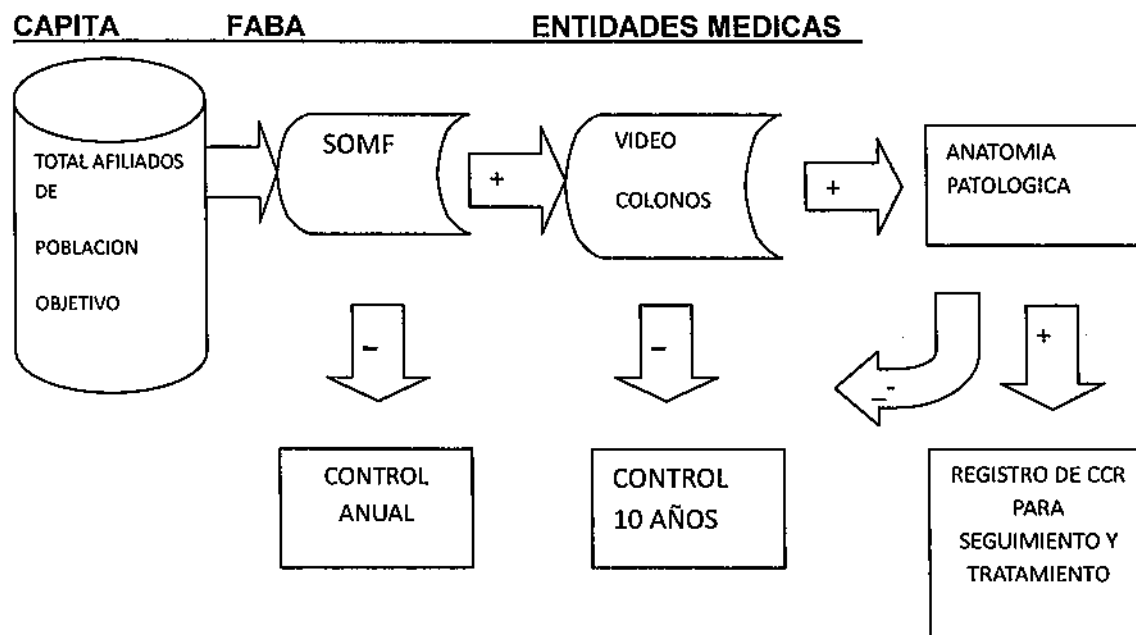 CAPITA FABA ENTIDADES MEDICAS
TOTAL AFILIADOS
DE
POBLACION
OBJETIVO
SOMF
+
VIDEO
COLONOS
+
ANATOMIA
PATOLOGICA
-
-
-
+
CONTROL
ANUAL
CONTROL
10 AÑOS
REGISTRO DE CCR
PARA
SEGUIMIENTO Y
TRATAMIENTO